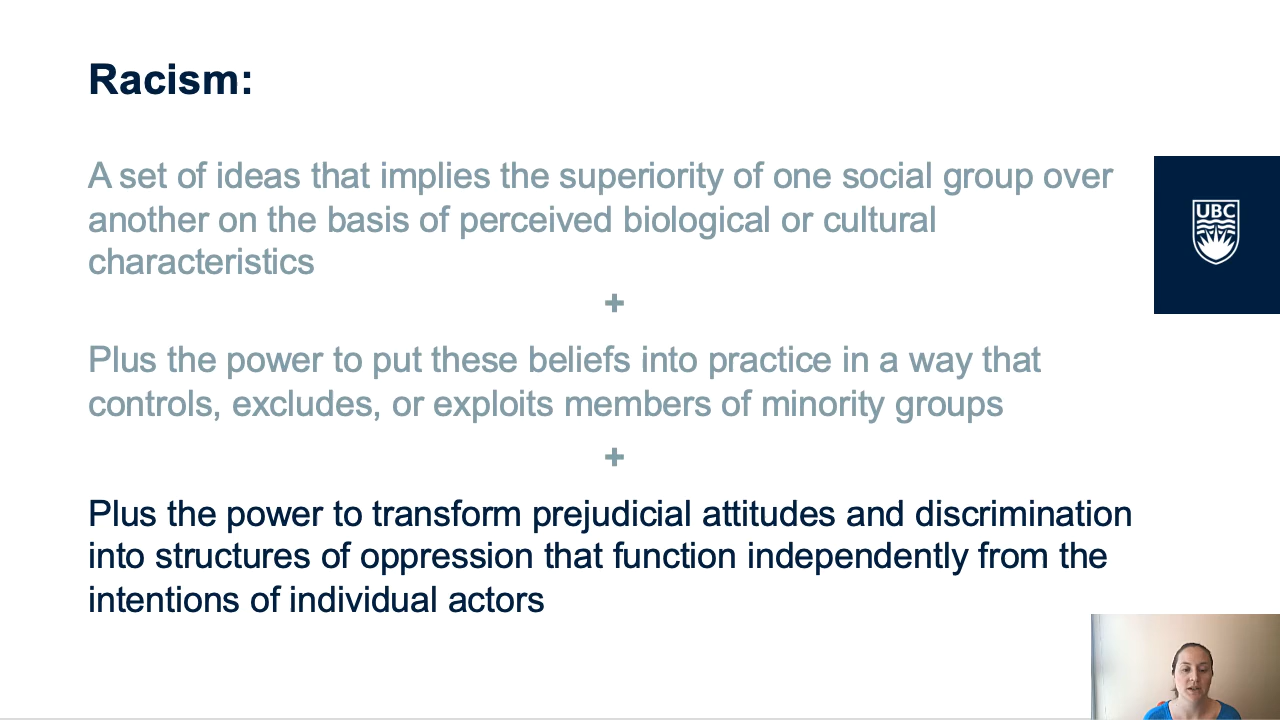 Racism:
A set of ideas that implies the superiority of one social group over
another on the basis of perceived biological or cultural
characteristics
+
Plus the power to put these beliefs into practice in a way that
controls, excludes, or exploits members of minority groups
+
Plus the power to transform prejudicial attitudes and discrimination
into structures of oppression that function independently from the
intentions of individual actors
UBC